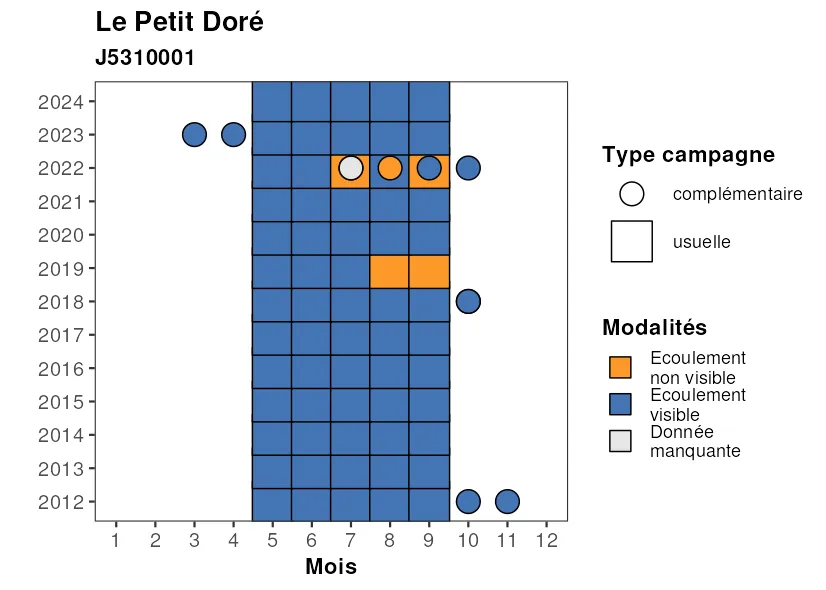 Le Petit Doré
J5310001
2024
2023
2022
2021
2020
2019
2018
2017
2016
2015
2014
2013
2012
1 2 3 4 5 6 7 8 9 10 11 12
Mois
Type campagne
complémentaire
usuelle
Modalités
Ecoulement
non visible
Ecoulement
visible
Donnée
manquante